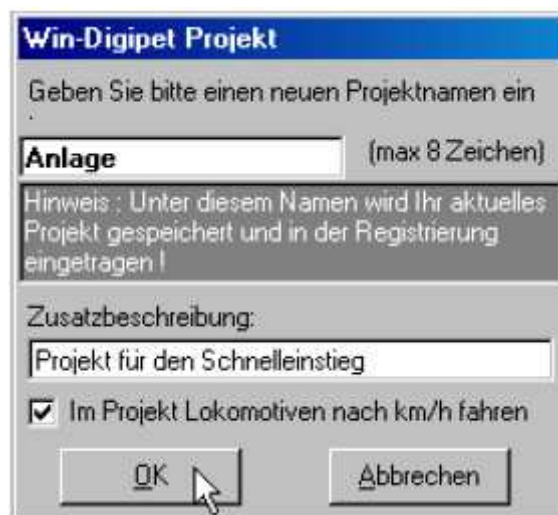 Win-Digipet Projekt
Geben Sie bitte einen neuen Projektnamen ein
.
Anlage (max 8 Zeichen)
Hinweis : Unter diesem Namen wird Ihr aktuelles
Projekt gespeichert und in der Registrierung
eingetragen !
Zusatzbeschreibung:
Projekt für den Schnelleinstieg
Im Projekt Lokomotiven nach km/h fahren
OK Abbrechen